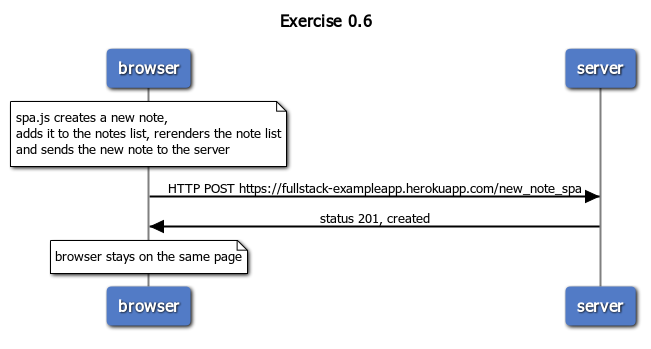 Exercise 0.6
browser
server
spa.js creates a new note,
adds it to the notes list, rerenders the note list
and sends the new note to the server
HTTP POST https://fullstack-exampleapp.herokuapp.com/new_note_spa
status 201, created
browser stays on the same page
browser
server